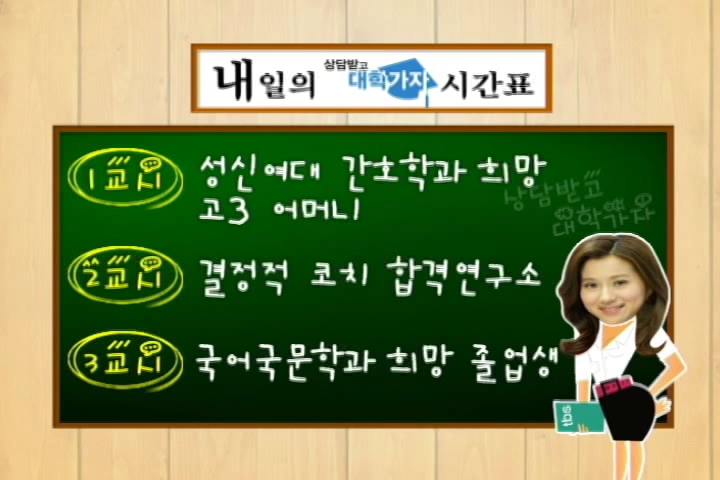 내일의 상담받고 대학가자 시간표
1교시 성신여대 간호학과 희망
고3 어머니
상담받고
대학가자
2교시 결정적 코치 합격연구소
3교시 국어국문학과 희망 졸업생
tbs